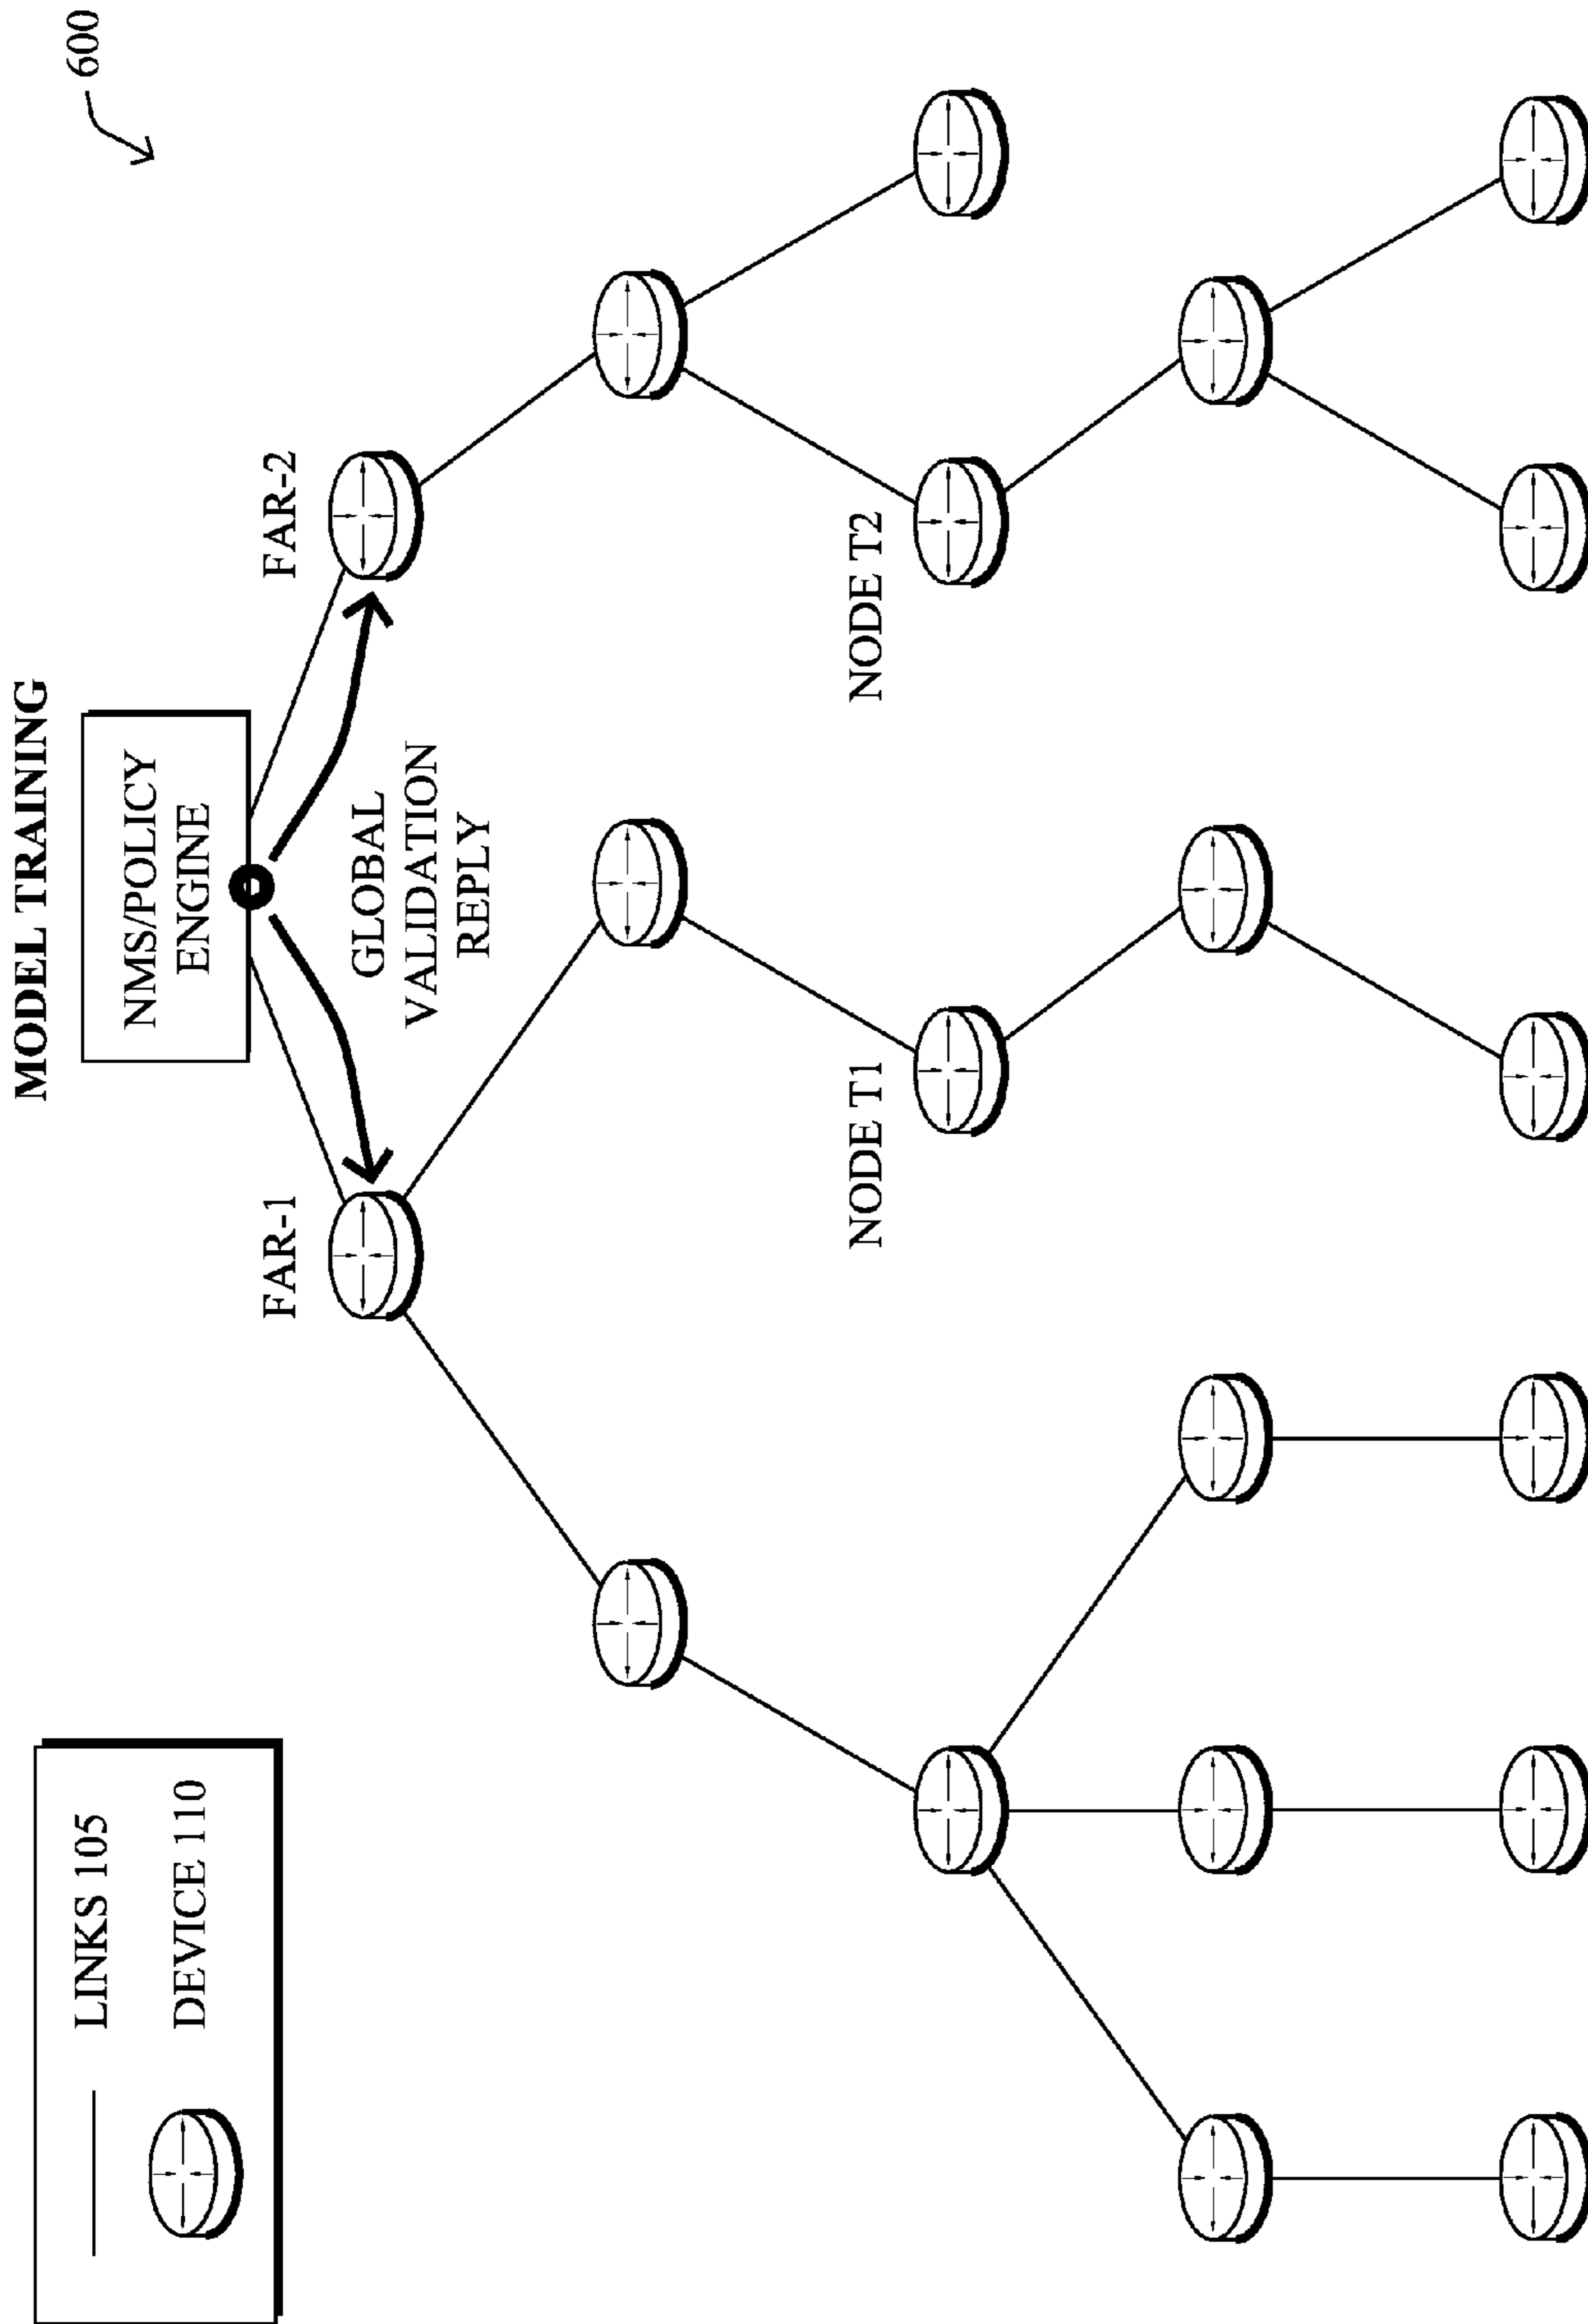 LINKS 105
DEVICE 110
MODEL TRAINING
NMS/POLICY
ENGINE
600
FAR-1
FAR-2
GLOBAL
VALIDATION
REPLY
NODE T1
NODE T2